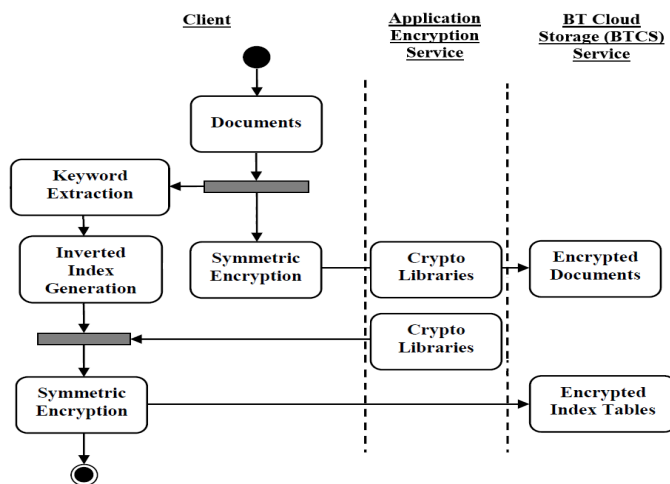 Client
Application
Encryption
Service
BT Cloud
Storage (BTCS)
Service
Documents
Keyword
Extraction
Inverted
Index
Generation
Symmetric
Encryption
Crypto
Libraries
Encrypted
Documents
Crypto
Libraries
Symmetric
Encryption
Encrypted
Index Tables